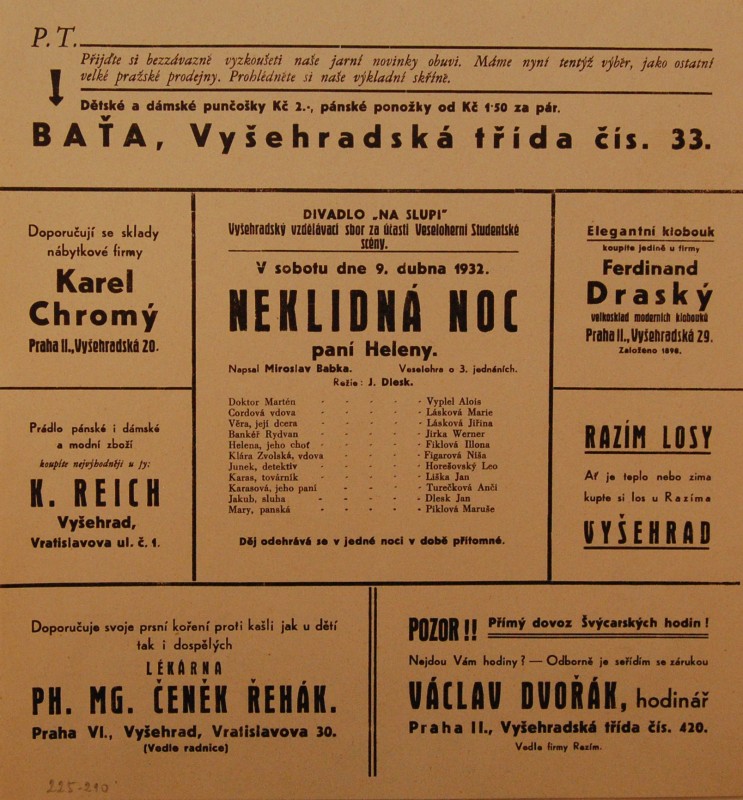 P. T.
Přijďte si bezzávazně vyzkoušeti naše jarní novinky obuvi. Máme nyní tentýž výběr, jako ostatní
velké pražské prodejny. Prohlédněte si naše výkladní skříně.
Dětské a dámské punčošky Kč 2.-, pánské ponožky od Kč 1·50 za pár.
BAŤA, Vyšehradská třída čís. 33.
Doporučují se sklady
nábytkové firmy
Karel
Chromý
Praha II., Vyšehradská 20.
Prádlo pánské i dámské
a modní zboží
koupíte nejvýhodněji u fy:
K. REICH
Vyšehrad,
Vratislavova ul. č. 1.
DIVADLO „NA SLUPI"
Vyšehradský vzdělávací sbor za účasti Veseloherní Studentské
scény.
V sobotu dne 9. dubna 1932.
NEKLIDNÁ NOC
paní Heleny.
Napsal Miroslav Babka. Veselohra o 3. jednáních.
Režie: J. Dlesk.
Doktor Martén - - - - - Vyplel Alois
Cordová vdova - - - - - Lásková Marie
Věra, její dcera - - - - - Lásková Jiřina
Bankéř Rydvan - - - - - Jirka Werner
Helena, jeho choť - - - - - Fiklová Illona
Klára Zvolská, vdova - - - - Figarová Niša
Junek, detektiv - - - - - Horešovský Leo
Karas, továrník - - - - - Liška Jan
Karasová, jeho paní - - - - Turečková Anči
Jakub, sluha - - - - - Dlesk Jan
Mary, panská - - - - - Piklová Maruše
Děj odehrává se v jedné noci v době přítomné.
Elegantní klobouk
koupíte jedině u firmy
Ferdinand
Draský
velkosklad moderních klobouků
Praha II., Vyšehradská 29.
Založeno 1898.
RAZÍM LOSY
Ať je teplo nebo zima
kupte si los u Razíma
VYŠEHRAD
Doporučuje svoje prsní koření proti kašli jak u dětí
tak i dospělých
LÉKÁRNA
PH. MG. ČENĚK ŘEHÁK.
Praha VI., Vyšehrad, Vratislavova 30.
(Vedle radnice)
POZOR!! Přímý dovoz Švýcarských hodin!
Nejdou Vám hodiny? — Odborně je seřídím se zárukou
VÁCLAV DVOŘÁK, hodinář
Praha II., Vyšehradská třída čís. 420.
Vedle firmy Razím.
225-210